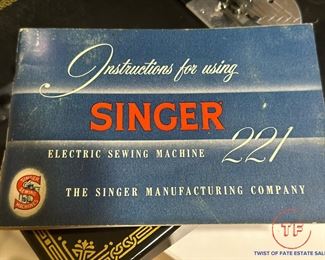 Instructions for using
SINGER
ELECTRIC SEWING MACHINE 221
THE SINGER MANUFACTURING COMPANY
S
TF
TWIST OF FATE ESTATE SALES